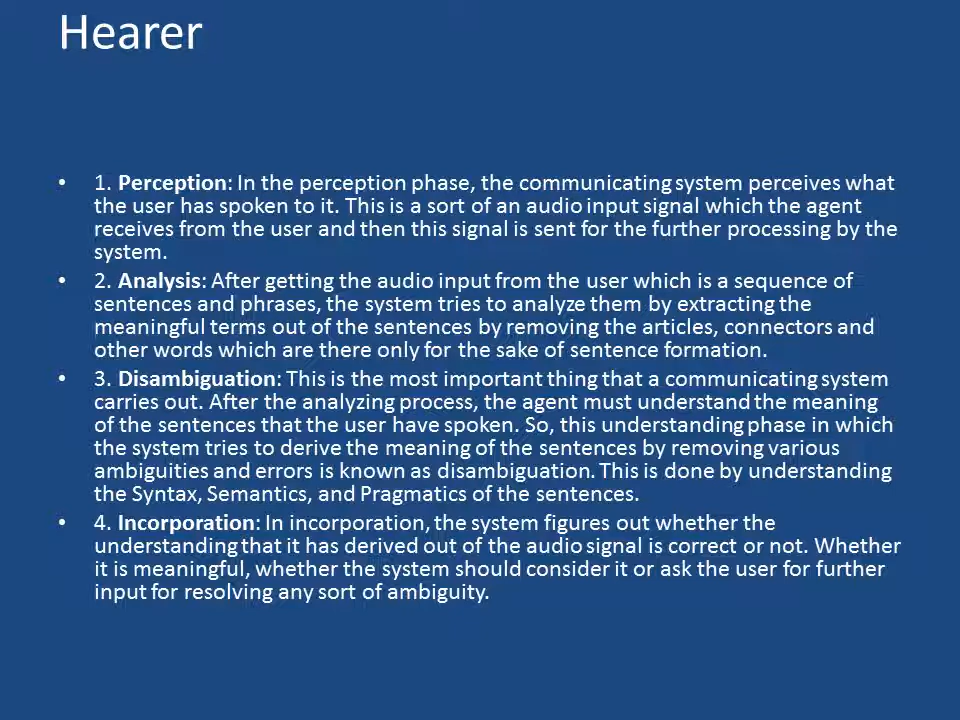 Hearer
• 1. Perception: In the perception phase, the communicating system perceives what
the user has spoken to it. This is a sort of an audio input signal which the agent
receives from the user and then this signal is sent for the further processing by the
system.
• 2. Analysis: After getting the audio input from the user which is a sequence of
sentences and phrases, the system tries to analyze them by extracting the
meaningful terms out of the sentences by removing the articles, connectors and
other words which are there only for the sake of sentence formation.
• 3. Disambiguation: This is the most important thing that a communicating system
carries out. After the analyzing process, the agent must understand the meaning
of the sentences that the user have spoken. So, this understanding phase in which
the system tries to derive the meaning of the sentences by removing various
ambiguities and errors is known as disambiguation. This is done by understanding
the Syntax, Semantics, and Pragmatics of the sentences.
• 4. Incorporation: In incorporation, the system figures out whether the
understanding that it has derived out of the audio signal is correct or not. Whether
it is meaningful, whether the system should consider it or ask the user for further
input for resolving any sort of ambiguity.